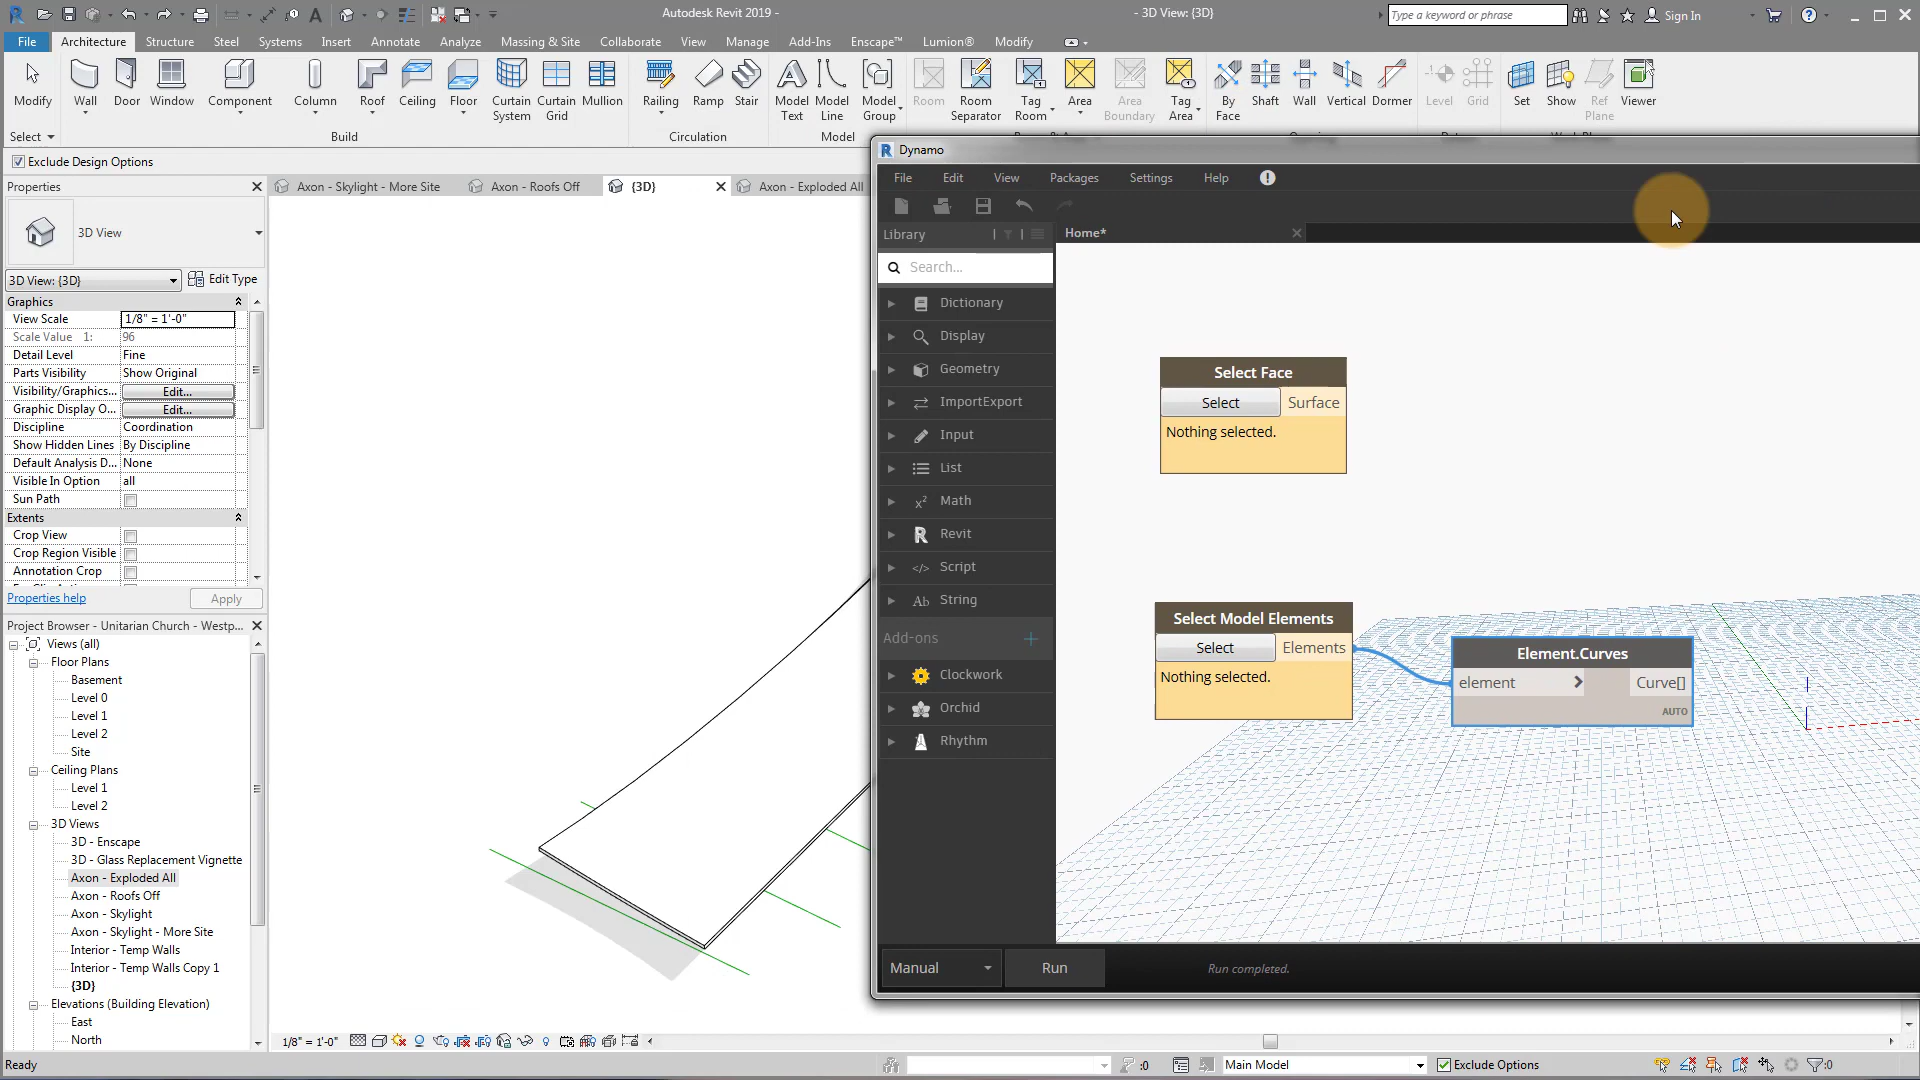 Autodesk Revit 2019 -
- 3D View: {3D}
Type a keyword or phrase
Sign In
File
Architecture
Structure
Steel
Systems
Insert
Annotate
Analyze
Massing & Site
Collaborate
View
Manage
Add-Ins
Enscape™
Lumion®
Modify
Modify
Wall
Door
Window
Component
Column
Roof
Ceiling
Floor
Curtain System
Curtain Grid
Mullion
Railing
Ramp
Stair
Model Text
Model Line
Model Group
Room
Room Separator
Tag Room
Area
Area Boundary
Tag Area
By Face
Shaft
Wall
Vertical
Dormer
Level
Grid
Set
Show
Ref Plane
Viewer
Select
Build
Circulation
Model
Exclude Design Options
Properties
3D View
3D View: {3D}
Edit Type
Graphics
View Scale
1/8" = 1'-0"
Scale Value 1:
96
Detail Level
Fine
Parts Visibility
Show Original
Visibility/Graphics...
Edit...
Graphic Display O...
Edit...
Discipline
Coordination
Show Hidden Lines
By Discipline
Default Analysis D...
None
Visible In Option
all
Sun Path
Extents
Crop View
Crop Region Visible
Annotation Crop
Properties help
Apply
Project Browser - Unitarian Church - Westp...
Views (all)
Floor Plans
Basement
Level 0
Level 1
Level 2
Site
Ceiling Plans
Level 1
Level 2
3D Views
3D - Enscape
3D - Glass Replacement Vignette
Axon - Exploded All
Axon - Roofs Off
Axon - Skylight
Axon - Skylight - More Site
Interior - Temp Walls
Interior - Temp Walls Copy 1
{3D}
Elevations (Building Elevation)
East
North
Axon - Skylight - More Site
Axon - Roofs Off
{3D}
Axon - Exploded All
Dynamo
File
Edit
View
Packages
Settings
Help
Library
Home*
Search...
Dictionary
Display
Geometry
ImportExport
Input
List
Math
Revit
Script
String
Add-ons
Clockwork
Orchid
Rhythm
Select Face
Select
Surface
Nothing selected.
Select Model Elements
Select
Elements
Nothing selected.
Element.Curves
element
Curve[]
AUTO
Manual
Run
Run completed.
1/8" = 1'-0"
Ready
:0
Main Model
Exclude Options
:0